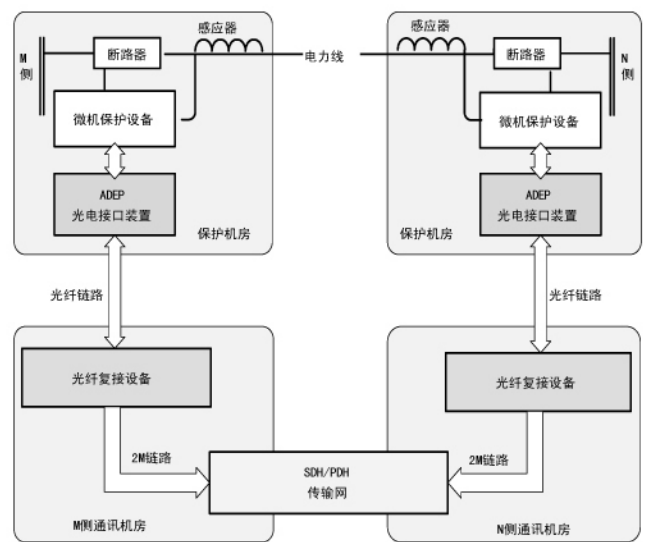 感应器
感应器
M
侧
断路器
电力线
断路器
N
侧
微机保护设备
微机保护设备
ADEP
光电接口装置
ADEP
光电接口装置
保护机房
保护机房
光纤链路
光纤链路
光纤复接设备
光纤复接设备
2M链路
SDH/PDH
传输网
2M链路
M侧通讯机房
N侧通讯机房